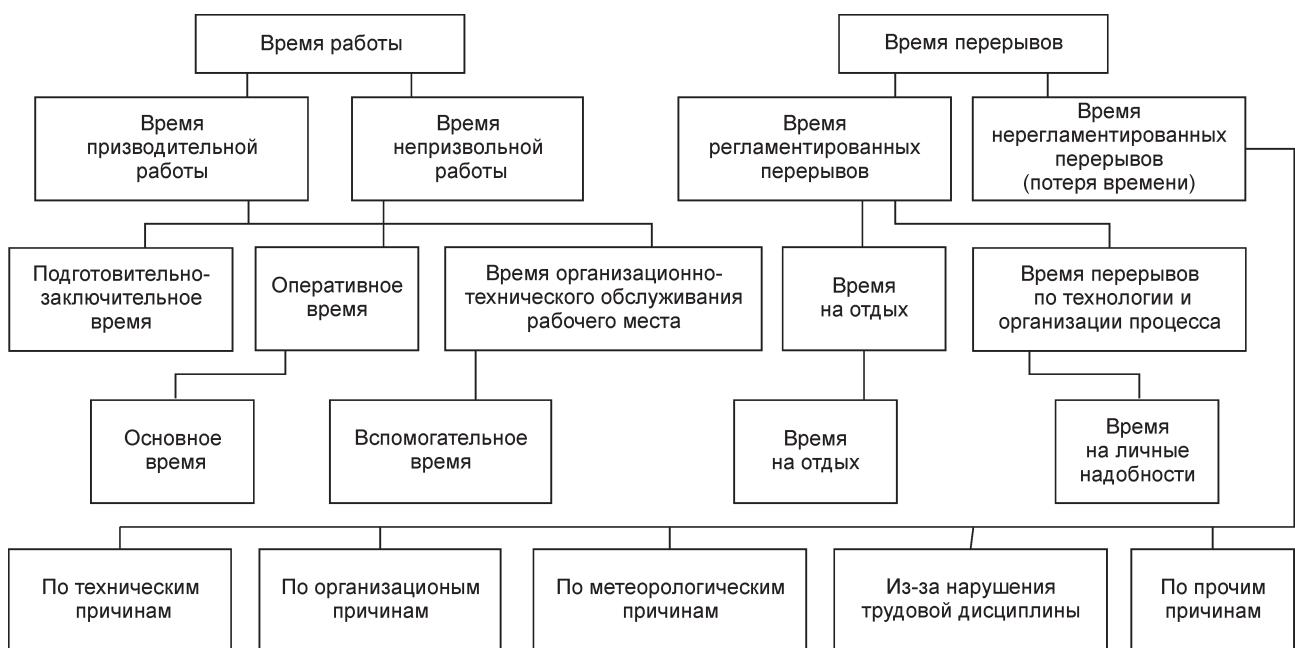 Время работы
Время перерывов
Время
призводительной
работы
Время
непризвольной
работы
Время
регламентированных
перерывов
Время
нерегламентированных
перерывов
(потеря времени)
Подготовительно-
заключительное
время
Оперативное
время
Время организационно-
технического обслуживания
рабочего места
Время
на отдых
Время перерывов
по технологии и
организации процесса
Основное
время
Вспомогательное
время
Время
на отдых
Время
на личные
надобности
По техническим
причинам
По организационым
причинам
По метеорологическим
причинам
Из-за нарушения
трудовой дисциплины
По прочим
причинам